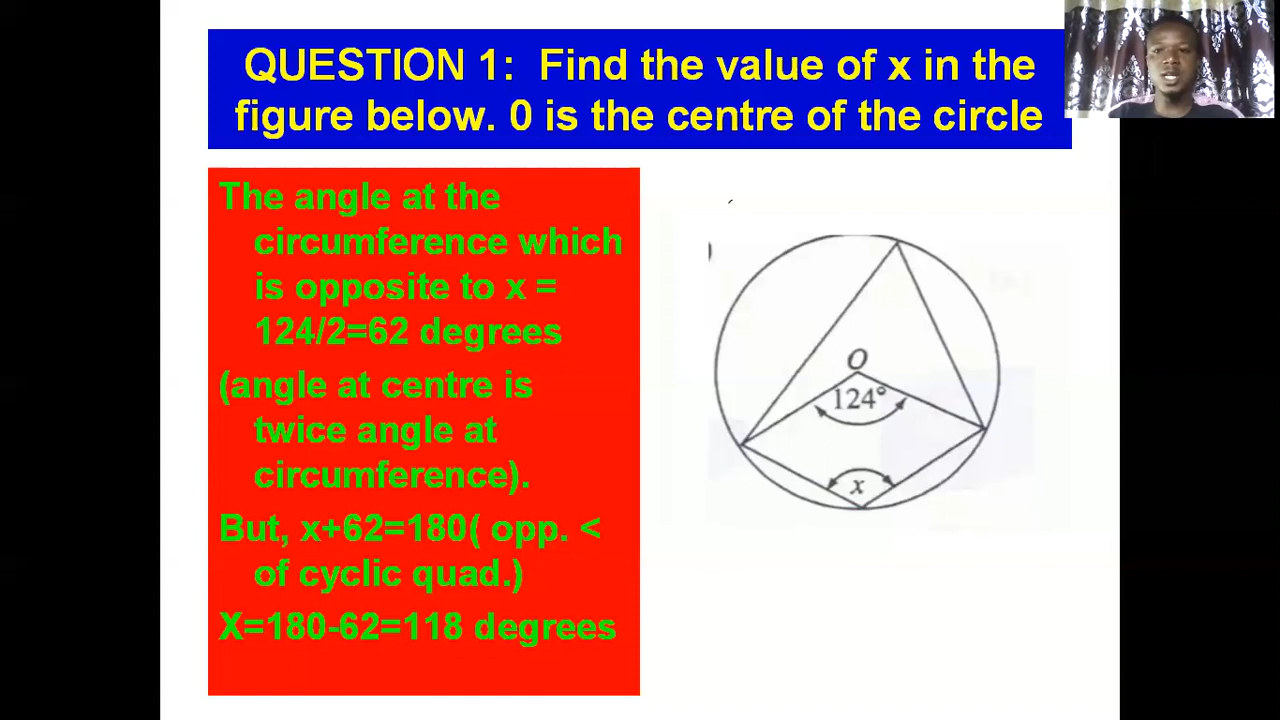 QUESTION 1: Find the value of x in the
figure below. 0 is the centre of the circle
The angle at the
circumference which
is opposite to x =
124/2=62 degrees
(angle at centre is
twice angle at
circumference).
But, x+62=180( opp. <
of cyclic quad.)
X=180-62=118 degrees
)
O
124°
x